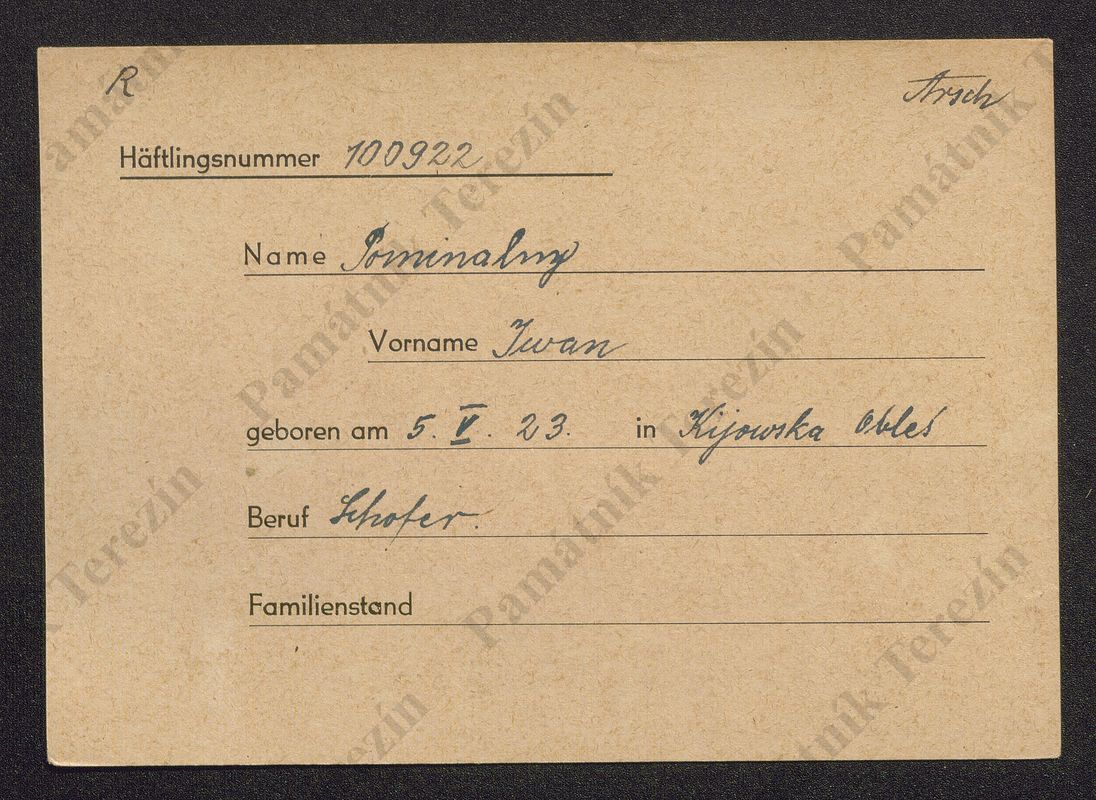 R Arsch
Häftlingsnummer 100922
Name Pominalny
Vorname Iwan
geboren am 5. V. 23. in Kijowska Obleś
Beruf Schofer.
Familienstand
Památník Terezín